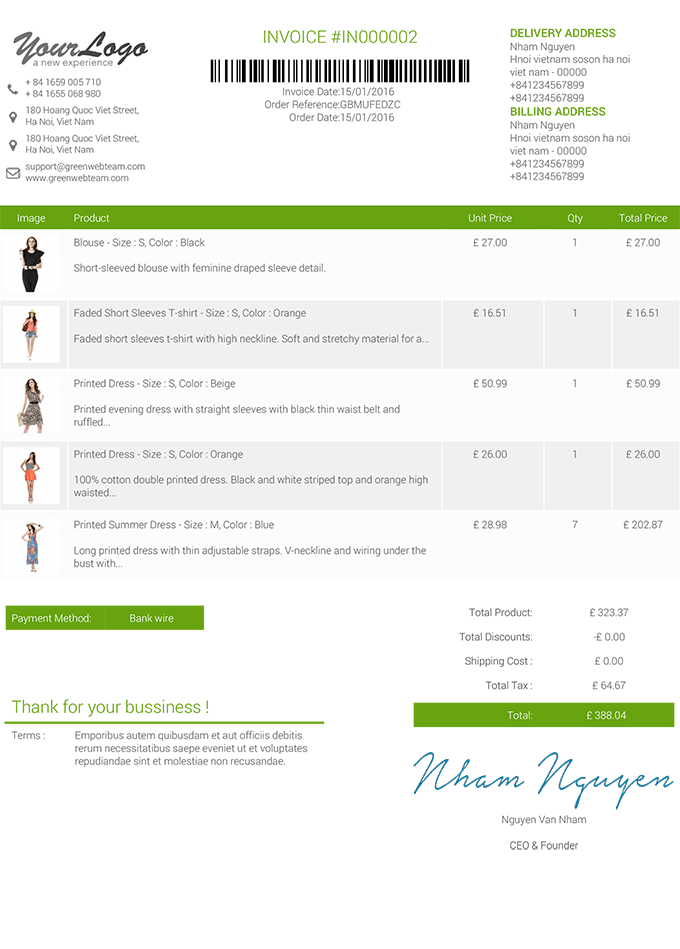 YourLogo
a new experience
+ 84 1659 005 710
+ 84 1655 068 980
180 Hoang Quoc Viet Street,
Ha Noi, Viet Nam
180 Hoang Quoc Viet Street,
Ha Noi, Viet Nam
support@greenwebteam.com
www.greenwebteam.com
INVOICE #IN000002
Invoice Date:15/01/2016
Order Reference:GBMUFEDZC
Order Date:15/01/2016
DELIVERY ADDRESS
Nham Nguyen
Hnoi vietnam soson ha noi
viet nam - 00000
+841234567899
+841234567899
BILLING ADDRESS
Nham Nguyen
Hnoi vietnam soson ha noi
viet nam - 00000
+841234567899
+841234567899
Image Product Unit Price Qty Total Price
Blouse - Size : S, Color : Black £ 27.00 1 £ 27.00
Short-sleeved blouse with feminine draped sleeve detail.
Faded Short Sleeves T-shirt - Size : S, Color : Orange £ 16.51 1 £ 16.51
Faded short sleeves t-shirt with high neckline. Soft and stretchy material for a...
Printed Dress - Size : S, Color : Beige £ 50.99 1 £ 50.99
Printed evening dress with straight sleeves with black thin waist belt and
ruffled...
Printed Dress - Size : S, Color : Orange £ 26.00 1 £ 26.00
100% cotton double printed dress. Black and white striped top and orange high
waisted...
Printed Summer Dress - Size : M, Color : Blue £ 28.98 7 £ 202.87
Long printed dress with thin adjustable straps. V-neckline and wiring under the
bust with...
Payment Method: Bank wire
Total Product: £ 323.37
Total Discounts: -£ 0.00
Shipping Cost : £ 0.00
Total Tax : £ 64.67
Total: £ 388.04
Thank for your bussiness !
Terms : Emporibus autem quibusdam et aut officiis debitis
rerum necessitatibus saepe eveniet ut et voluptates
repudiandae sint et molestiae non recusandae.
Nham Nguyen
Nguyen Van Nham
CEO & Founder